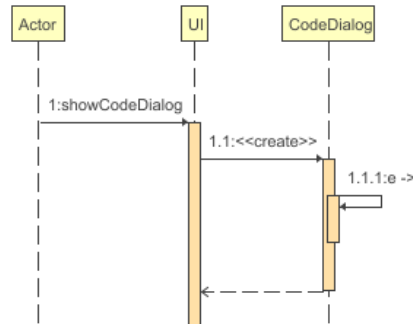 Actor UI CodeDialog
1:showCodeDialog
1.1:<<create>>
1.1.1:e ->